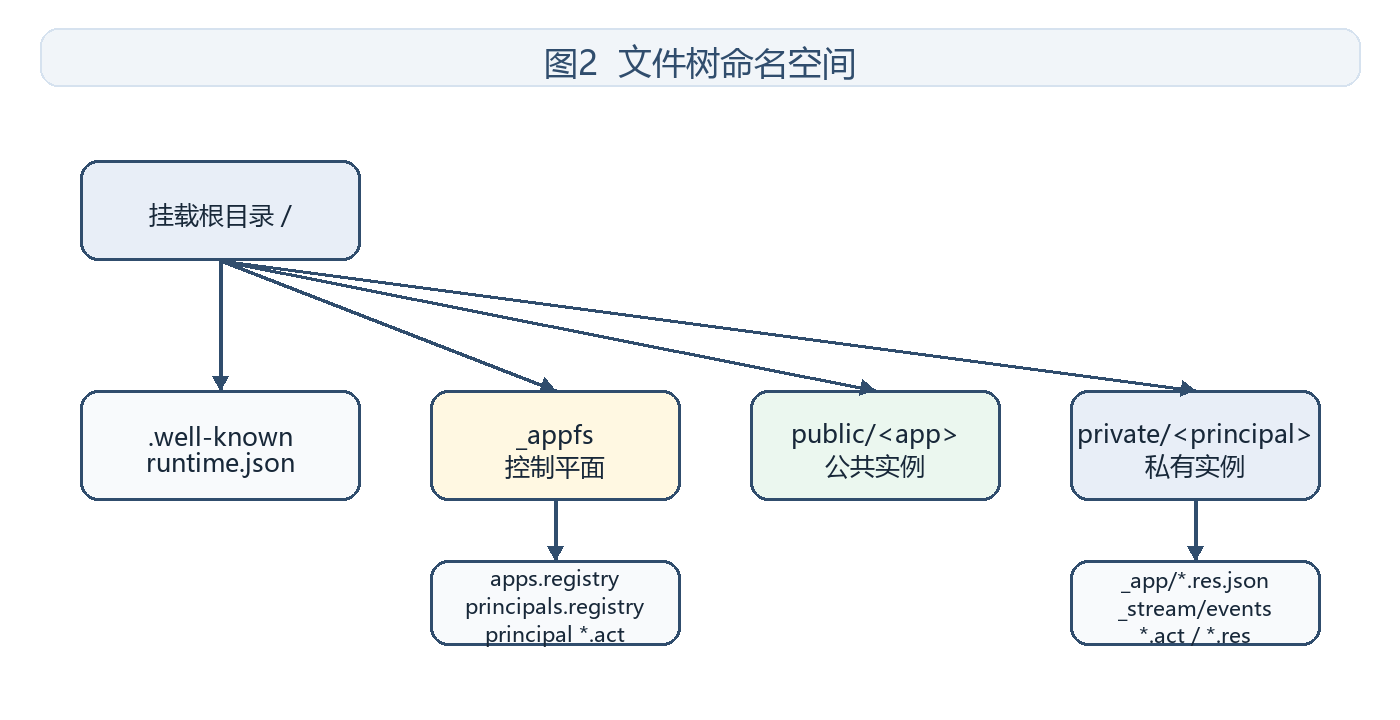 图2 文件树命名空间
挂载根目录 /
.well-known
runtime.json
_appfs
控制平面
public/<app>
公共实例
private/<principal>
私有实例
apps.registry
principals.registry
principal *.act
_app/*.res.json
_stream/events
*.act / *.res